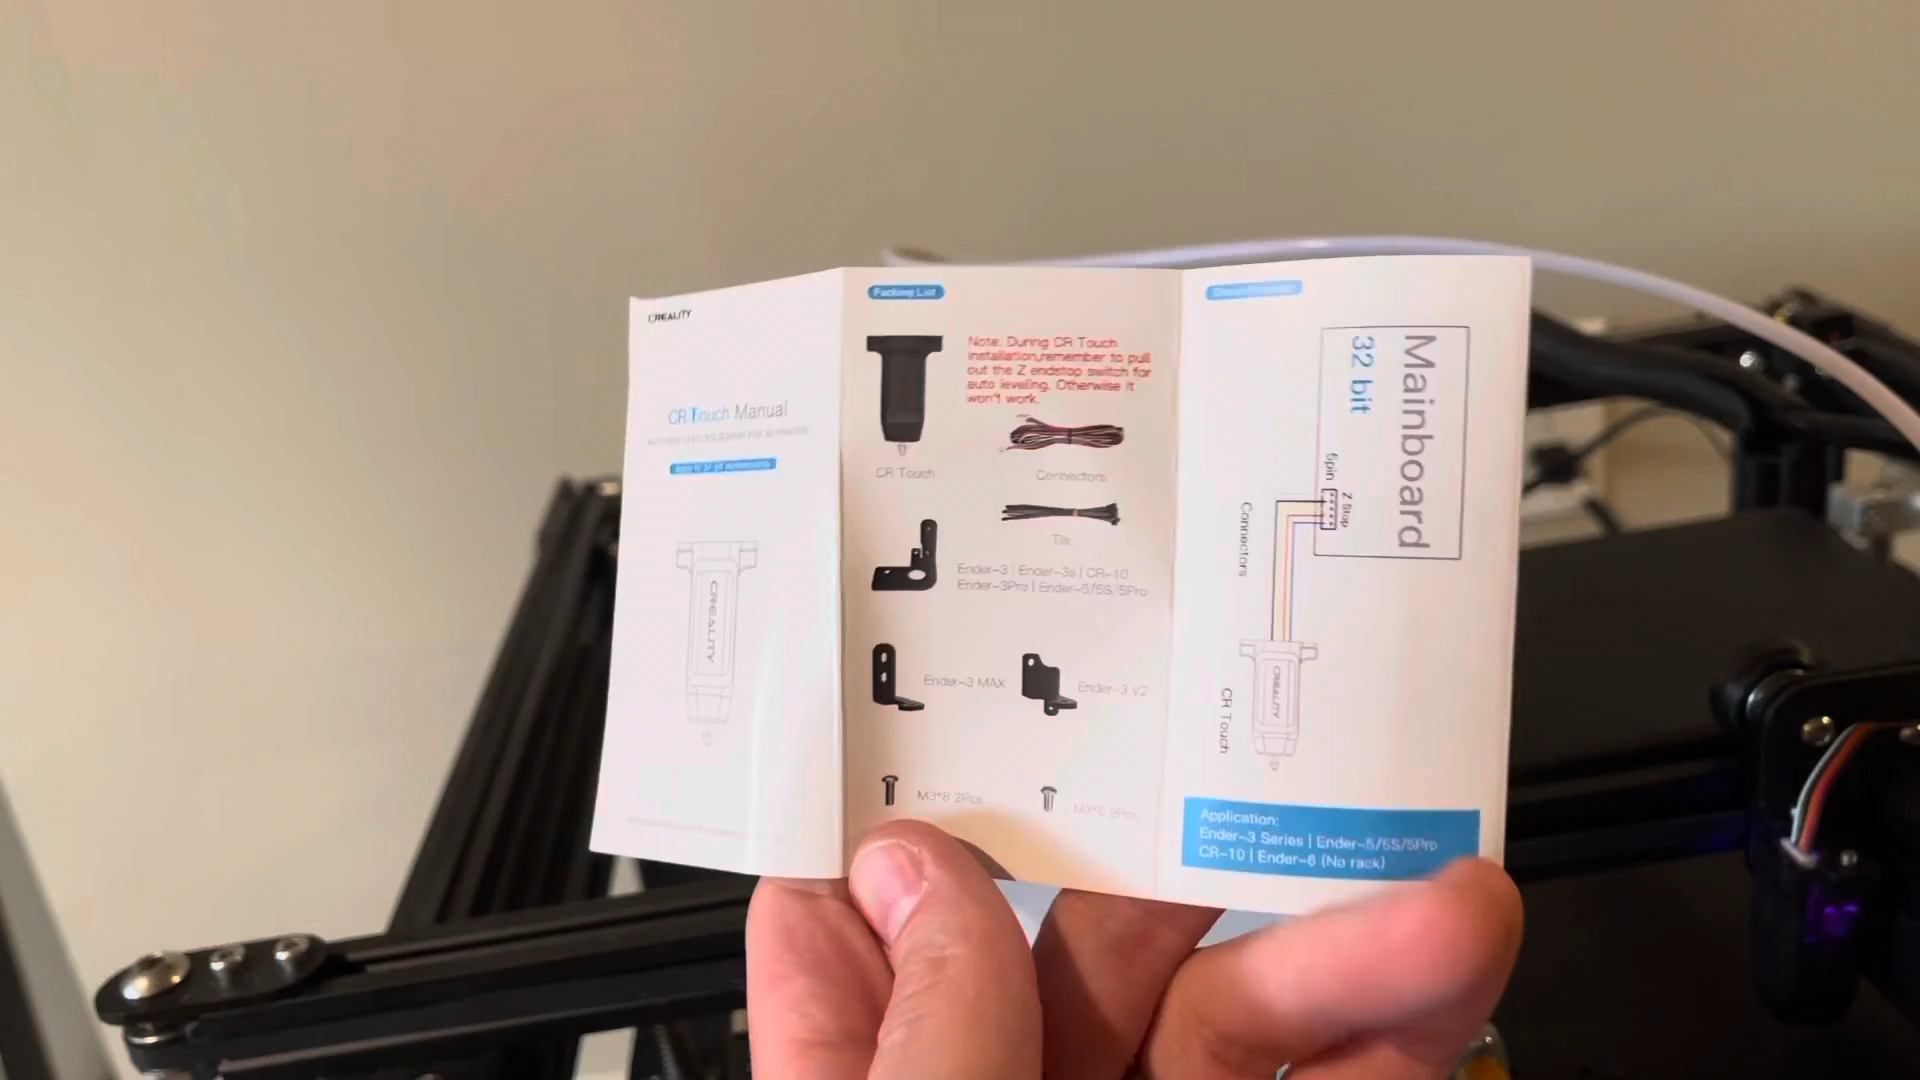 CREALITY
CR Touch Manual
CREALITY
Packing List
Note: During CR Touch
installation,remember to pull
out the Z endstop switch for
auto leveling. Otherwise it
won't work.
CR Touch
Connectors
Tie
Ender-3 | Ender-3s | CR-10
Ender-3Pro | Ender-5/5S/5Pro
Ender-3 MAX
Ender-3 V2
M3*8 2Pcs
M3*6 2Pcs
Mainboard
32 bit
5pin
Z Stop
Connectors
CREALITY
CR Touch
Application:
Ender-3 Series | Ender-5/5S/5Pro
CR-10 | Ender-6 (No rack)